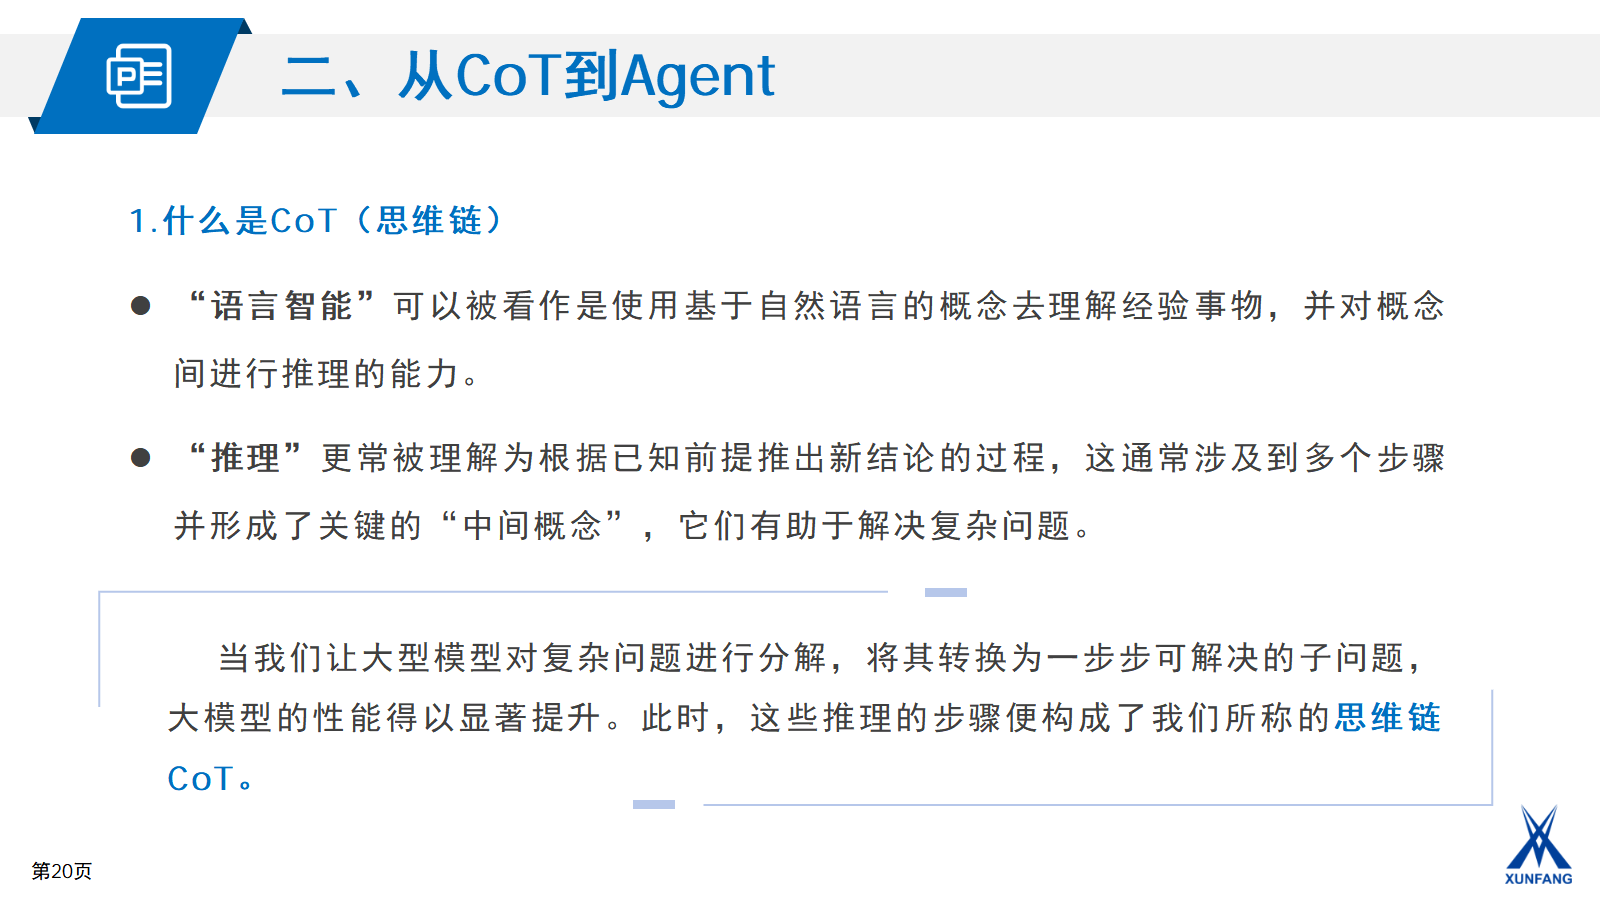 二、从CoT到Agent
1.什么是CoT（思维链）
“语言智能”可以被看作是使用基于自然语言的概念去理解经验事物，并对概念
间进行推理的能力。
“推理”更常被理解为根据已知前提推出新结论的过程，这通常涉及到多个步骤
并形成了关键的“中间概念”，它们有助于解决复杂问题。
当我们让大型模型对复杂问题进行分解，将其转换为一步步可解决的子问题，
大模型的性能得以显著提升。此时，这些推理的步骤便构成了我们所称的思维链
CoT。
第20页
XUNFANG